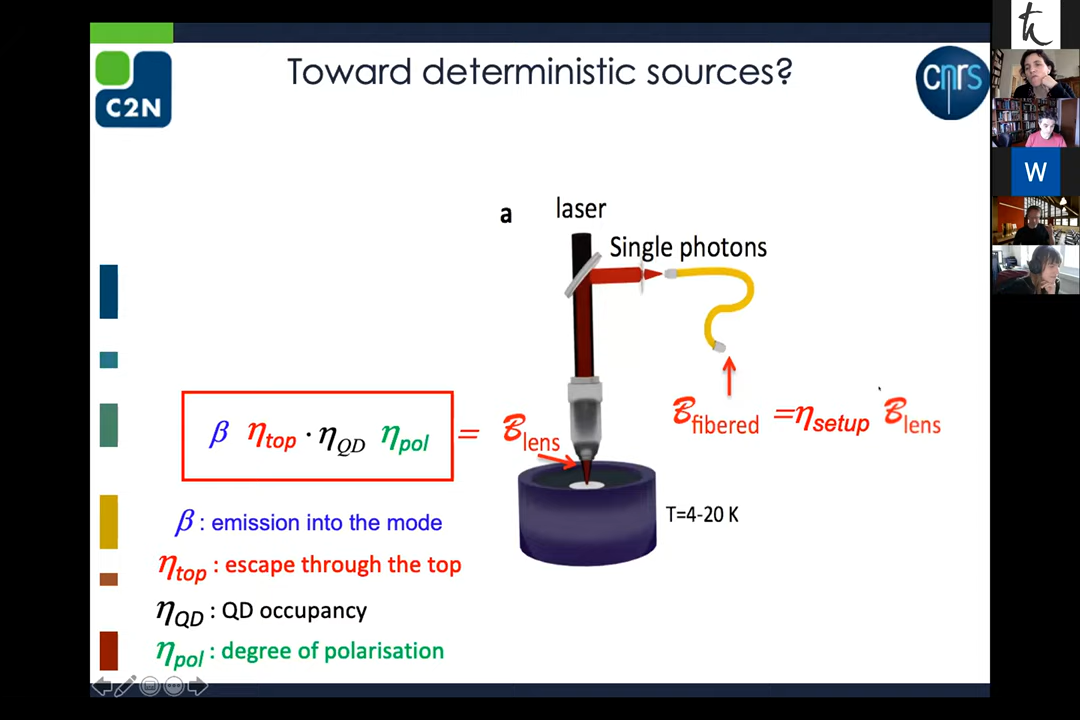 Toward deterministic sources?
C2N
cnrs
W
a
laser
Single photons
β η_top · η_QD η_pol = ℬ_lens
ℬ_fibered = η_setup ℬ_lens
T=4-20 K
β : emission into the mode
η_top : escape through the top
η_QD : QD occupancy
η_pol : degree of polarisation